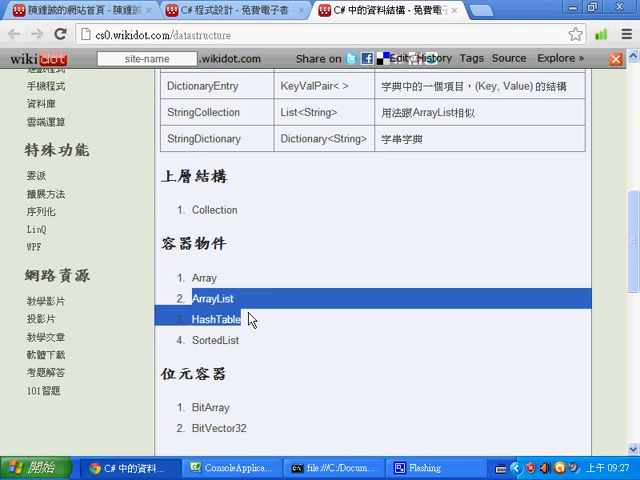 陳鍾誠的網站首頁 - 陳鍾誠
C# 程式設計 - 免費電子書
C# 中的資料結構 - 免費電子
cs0.wikidot.com/datastructure
wikidot
site-name
.wikidot.com
Share on
Edit
History
Tags
Source
Explore »
手機程式
資料庫
雲端運算
特殊功能
委派
擴展方法
序列化
LinQ
WPF
網路資源
教學影片
投影片
教學文章
軟體下載
考題解答
101習題
DictionaryEntry
KeyValPair< >
字典中的一個項目，(Key, Value) 的結構
StringCollection
List<String>
用法跟ArrayList相似
StringDictionary
Dictionary<String>
字串字典
上層結構
1. Collection
容器物件
1. Array
2. ArrayList
3. HashTable
4. SortedList
位元容器
1. BitArray
2. BitVector32
開始
C# 中的資料...
ConsoleApplica...
file:///C:/Docum...
Flashing
上午 09:27